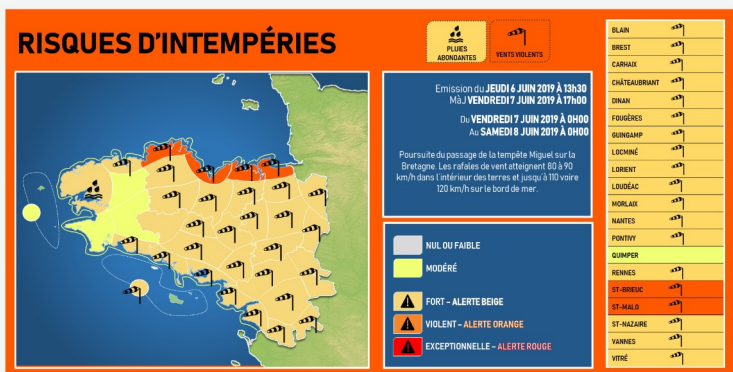 RISQUES D'INTEMPÉRIES
PLUIES
ABONDANTES
VENTS VIOLENTS
Emission du JEUDI 6 JUIN 2019 À 13h30
MàJ VENDREDI 7 JUIN 2019 à 17h00
Du VENDREDI 7 JUIN 2019 À 0H00
Au SAMEDI 8 JUIN 2019 À 0H00
Poursuite du passage de la tempête Miguel sur la
Bretagne. Les rafales de vent atteignent 80 à 90
km/h dans l'intérieur des terres et jusqu'à 110 voire
120 km/h sur le bord de mer.
NUL OU FAIBLE
MODÉRÉ
FORT - ALERTE BEIGE
VIOLENT - ALERTE ORANGE
EXCEPTIONNELLE - ALERTE ROUGE
BLAIN
BREST
CARHAIX
CHÂTEAUBRIANT
DINAN
FOUGÈRES
GUINGAMP
LOCMINÉ
LORIENT
LOUDÉAC
MORLAIX
NANTES
PONTIVY
QUIMPER
RENNES
ST-BRIEUC
ST-MALO
ST-NAZAIRE
VANNES
VITRÉ